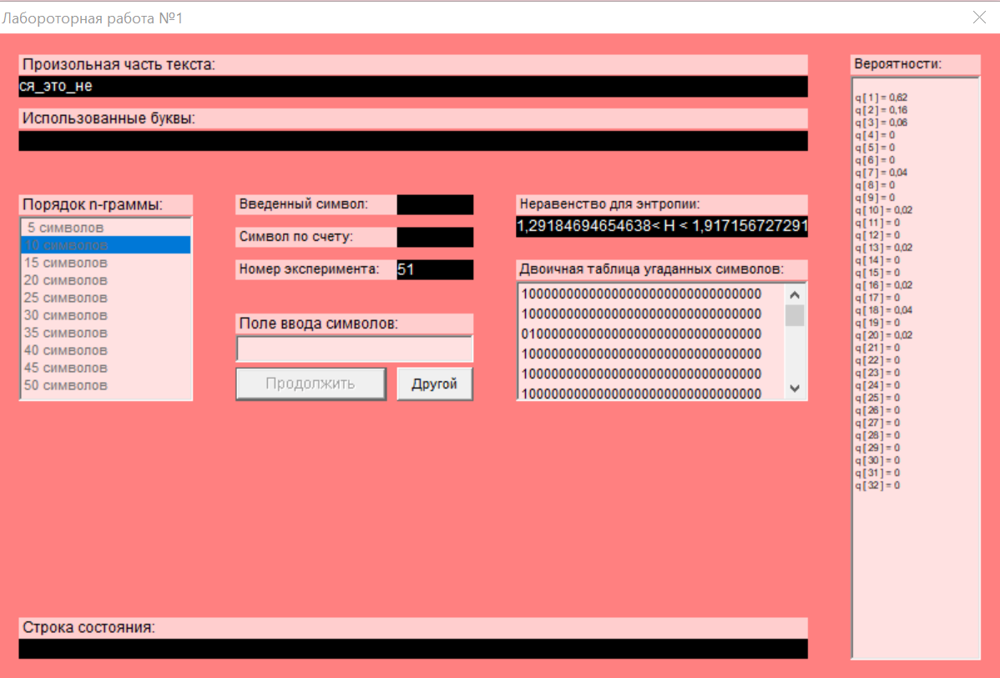 Лабороторная работа №1
Произольная часть текста:
ся_это_не
Использованные буквы:
Порядок n-граммы:
5 символов
10 символов
15 символов
20 символов
25 символов
30 символов
35 символов
40 символов
45 символов
50 символов
Введенный символ:
Символ по счету:
Номер эксперимента: 51
Поле ввода символов:
Продолжить
Другой
Неравенство для энтропии:
1,29184694654638< H < 1,917156727291
Двоичная таблица угаданных символов:
10000000000000000000000000000000
10000000000000000000000000000000
01000000000000000000000000000000
10000000000000000000000000000000
10000000000000000000000000000000
10000000000000000000000000000000
Вероятности:
q[1] = 0,62
q[2] = 0,16
q[3] = 0,06
q[4] = 0
q[5] = 0
q[6] = 0
q[7] = 0,04
q[8] = 0
q[9] = 0
q[10] = 0,02
q[11] = 0
q[12] = 0
q[13] = 0,02
q[14] = 0
q[15] = 0
q[16] = 0,02
q[17] = 0
q[18] = 0,04
q[19] = 0
q[20] = 0,02
q[21] = 0
q[22] = 0
q[23] = 0
q[24] = 0
q[25] = 0
q[26] = 0
q[27] = 0
q[28] = 0
q[29] = 0
q[30] = 0
q[31] = 0
q[32] = 0
Строка состояния: